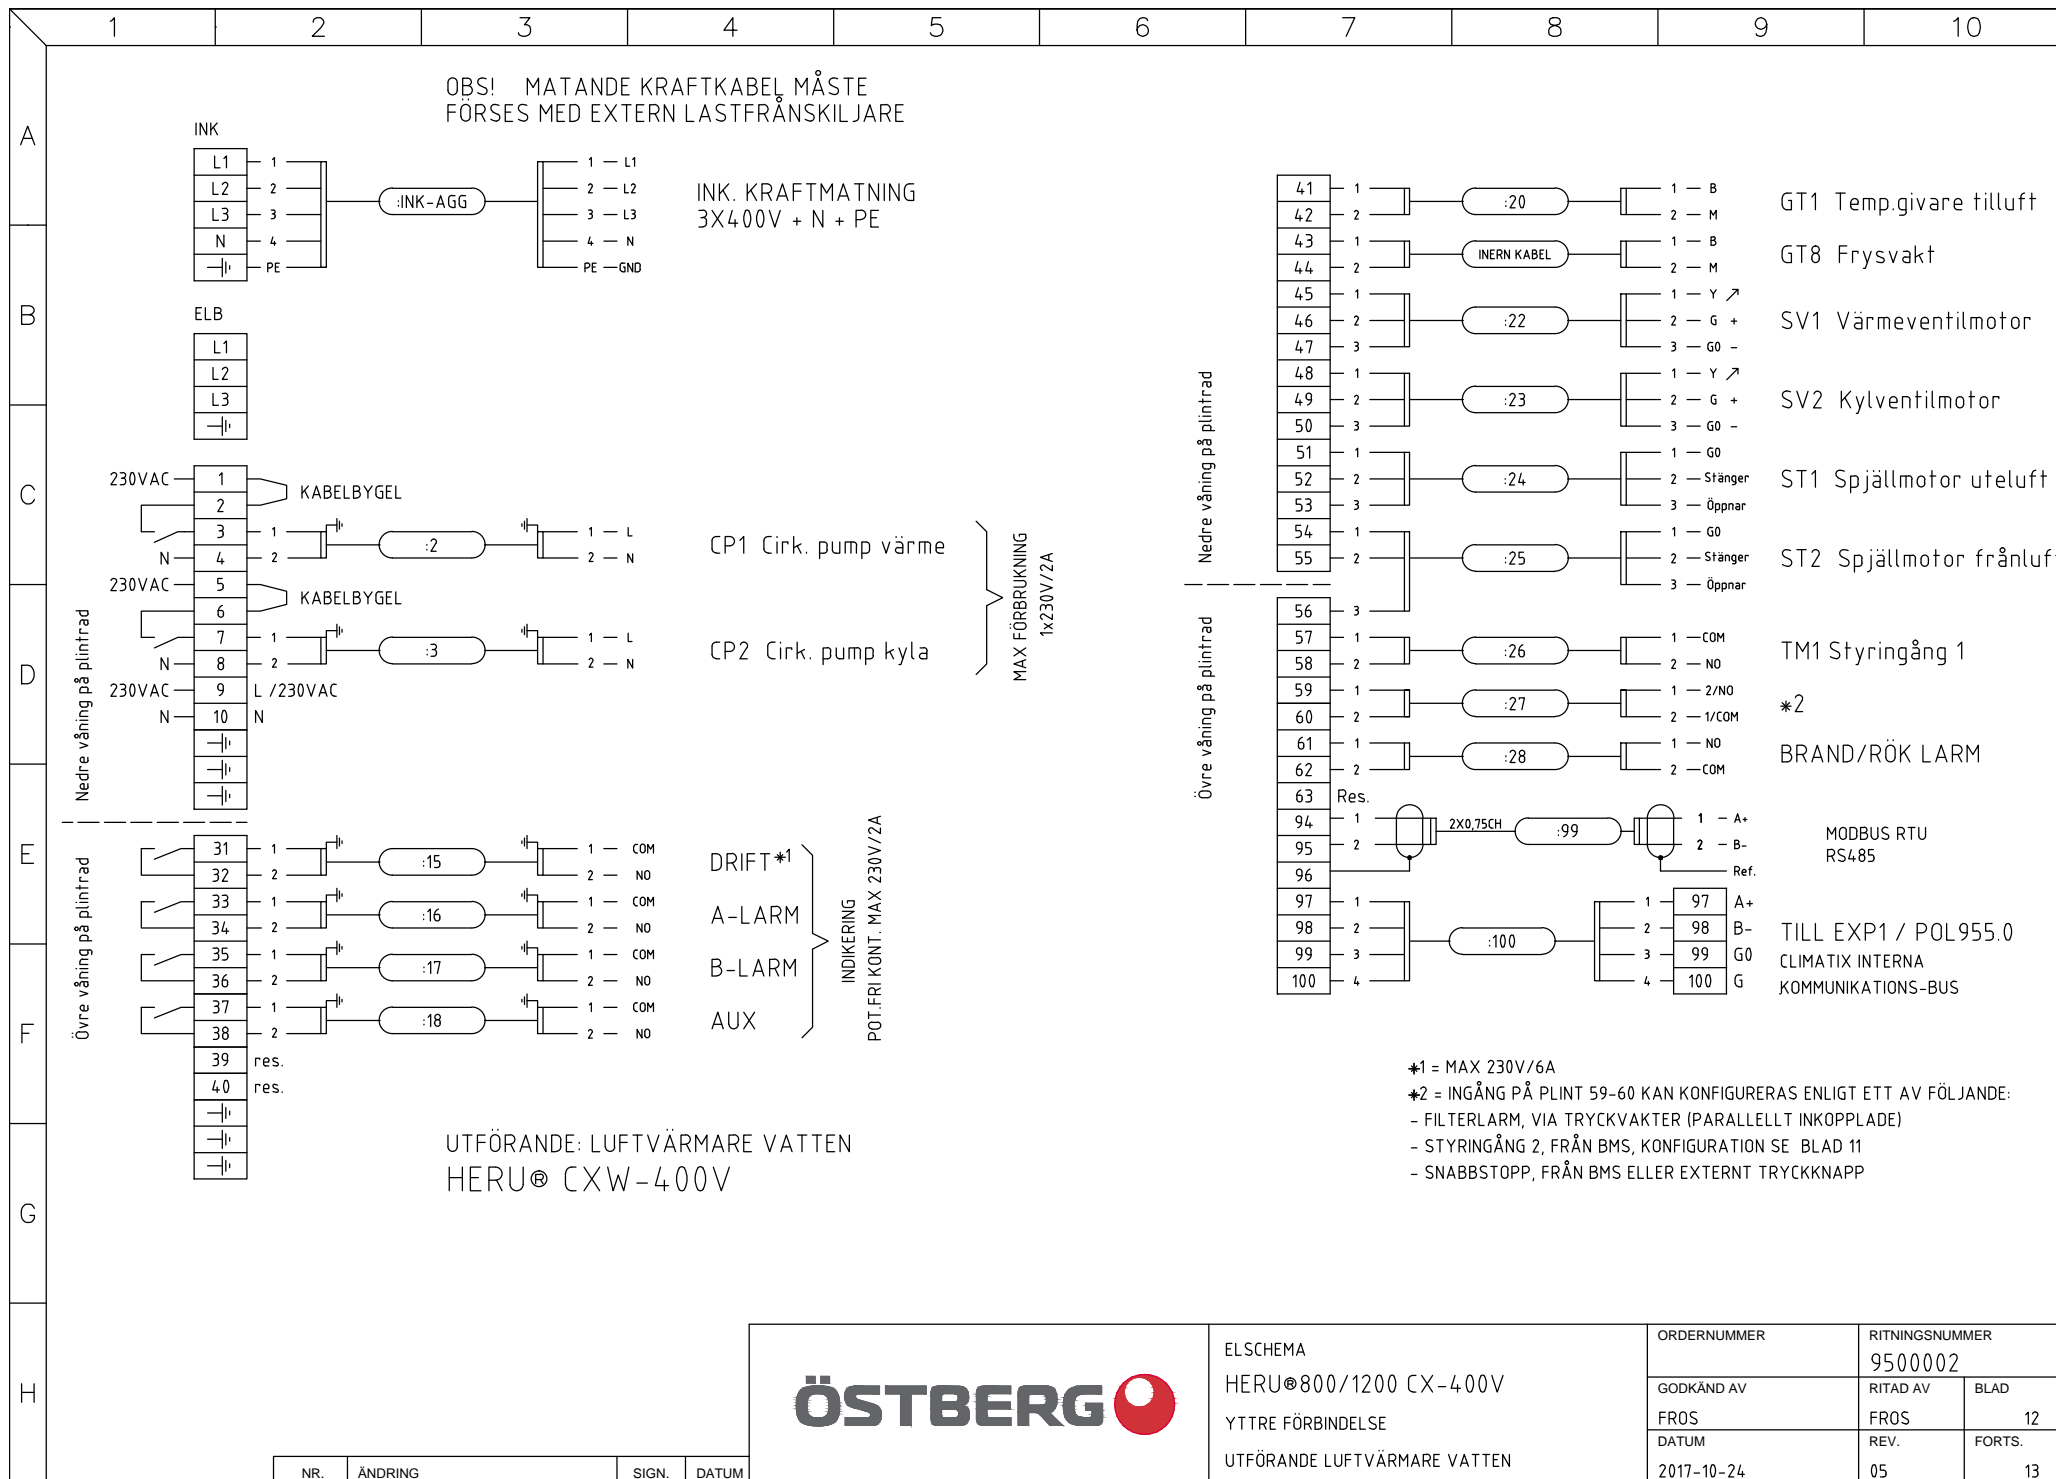 1 2 3 4 5 6 7 8 9 10
A
B
C
D
E
F
G
H
OBS! MATANDE KRAFTKABEL MÅSTE
FÖRSES MED EXTERN LASTFRÅNSKILJARE
INK
L1 1 1 L1
L2 2 2 L2
L3 3 3 L3
N 4 4 N
PE PE GND
:INK-AGG
INK. KRAFTMATNING
3X400V + N + PE
ELB
L1
L2
L3
230VAC 1
2
KABELBYGEL
3 1 1 L
N 4 2 2 N
:2
CP1 Cirk. pump värme
230VAC 5
6
KABELBYGEL
7 1 1 L
N 8 2 2 N
:3
CP2 Cirk. pump kyla
230VAC 9 L /230VAC
N 10 N
MAX FÖRBRUKNING
1x230V/2A
Nedre våning på plintrad
Övre våning på plintrad
31 1 1 COM
32 2 2 NO
:15
DRIFT*1
33 1 1 COM
34 2 2 NO
:16
A-LARM
35 1 1 COM
36 2 2 NO
:17
B-LARM
37 1 1 COM
38 2 2 NO
:18
AUX
39 res.
40 res.
INDIKERING
POT.FRI KONT. MAX 230V/2A
UTFÖRANDE: LUFTVÄRMARE VATTEN
HERU® CXW-400V
Nedre våning på plintrad
Övre våning på plintrad
41 1 1 B
42 2 2 M
:20
GT1 Temp.givare tilluft
43 1 1 B
44 2 2 M
INERN KABEL
GT8 Frysvakt
45 1 1 Y ↗
46 2 2 G +
47 3 3 G0 -
:22
SV1 Värmeventilmotor
48 1 1 Y ↗
49 2 2 G +
50 3 3 G0 -
:23
SV2 Kylventilmotor
51 1 1 G0
52 2 2 Stänger
53 3 3 Öppnar
:24
ST1 Spjällmotor uteluft
54 1 1 G0
55 2 2 Stänger
3 Öppnar
56 3
:25
ST2 Spjällmotor frånluft
57 1 1 COM
58 2 2 NO
:26
TM1 Styringång 1
59 1 1 2/NO
60 2 2 1/COM
:27
*2
61 1 1 NO
62 2 2 COM
:28
BRAND/RÖK LARM
63 Res.
94 1 2X0,75CH :99 1 A+
95 2 2 B-
96 Ref.
MODBUS RTU
RS485
97 1 1 97 A+
98 2 2 98 B-
99 3 3 99 G0
100 4 4 100 G
:100
TILL EXP1 / POL955.0
CLIMATIX INTERNA
KOMMUNIKATIONS-BUS
*1 = MAX 230V/6A
*2 = INGÅNG PÅ PLINT 59-60 KAN KONFIGURERAS ENLIGT ETT AV FÖLJANDE:
- FILTERLARM, VIA TRYCKVAKTER (PARALLELLT INKOPPLADE)
- STYRINGÅNG 2, FRÅN BMS, KONFIGURATION SE BLAD 11
- SNABBSTOPP, FRÅN BMS ELLER EXTERNT TRYCKKNAPP
NR. ÄNDRING SIGN. DATUM
ÖSTBERG
ELSCHEMA
HERU®800/1200 CX-400V
YTTRE FÖRBINDELSE
UTFÖRANDE LUFTVÄRMARE VATTEN
ORDERNUMMER RITNINGSNUMMER
9500002
GODKÄND AV RITAD AV BLAD
FROS FROS 12
DATUM REV. FORTS.
2017-10-24 05 13